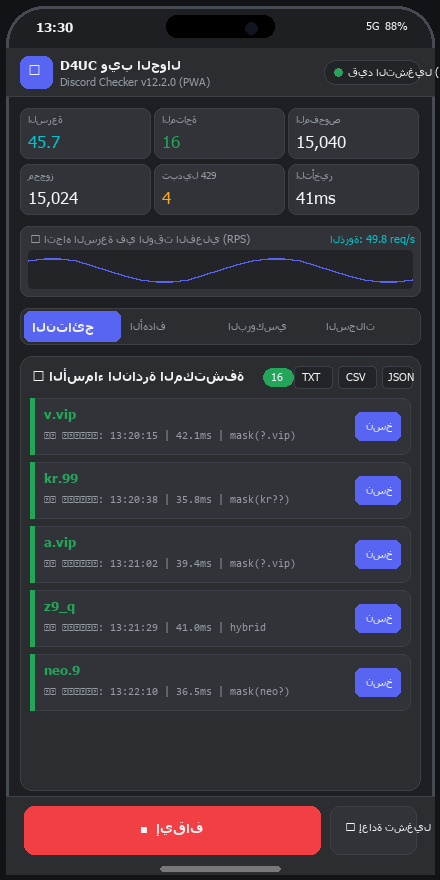 13:30
5G 88%
D4UC ويب الجوال
Discord Checker v12.2.0 (PWA)
قيد التشغيل (
السرعة
المتاحة
المفحوص
45.7
16
15,040
محجوز
تبديل 429
التأخير
15,024
4
41ms
اتجاه السرعة في الوقت الفعلي (RPS)
الذروة: 49.8 req/s
النتائج
الأهداف
البروكسي
السجلات
الأسماء النادرة المكتشفة
16
TXT
CSV
JSON
v.vip
: 13:20:15 | 42.1ms | mask(?.vip)
نسخ
kr.99
: 13:20:38 | 35.8ms | mask(kr??)
نسخ
a.vip
: 13:21:02 | 39.4ms | mask(?.vip)
نسخ
z9_q
: 13:21:29 | 41.0ms | hybrid
نسخ
neo.9
: 13:22:10 | 36.5ms | mask(neo?)
نسخ
إيقاف
إعادة تشغيل